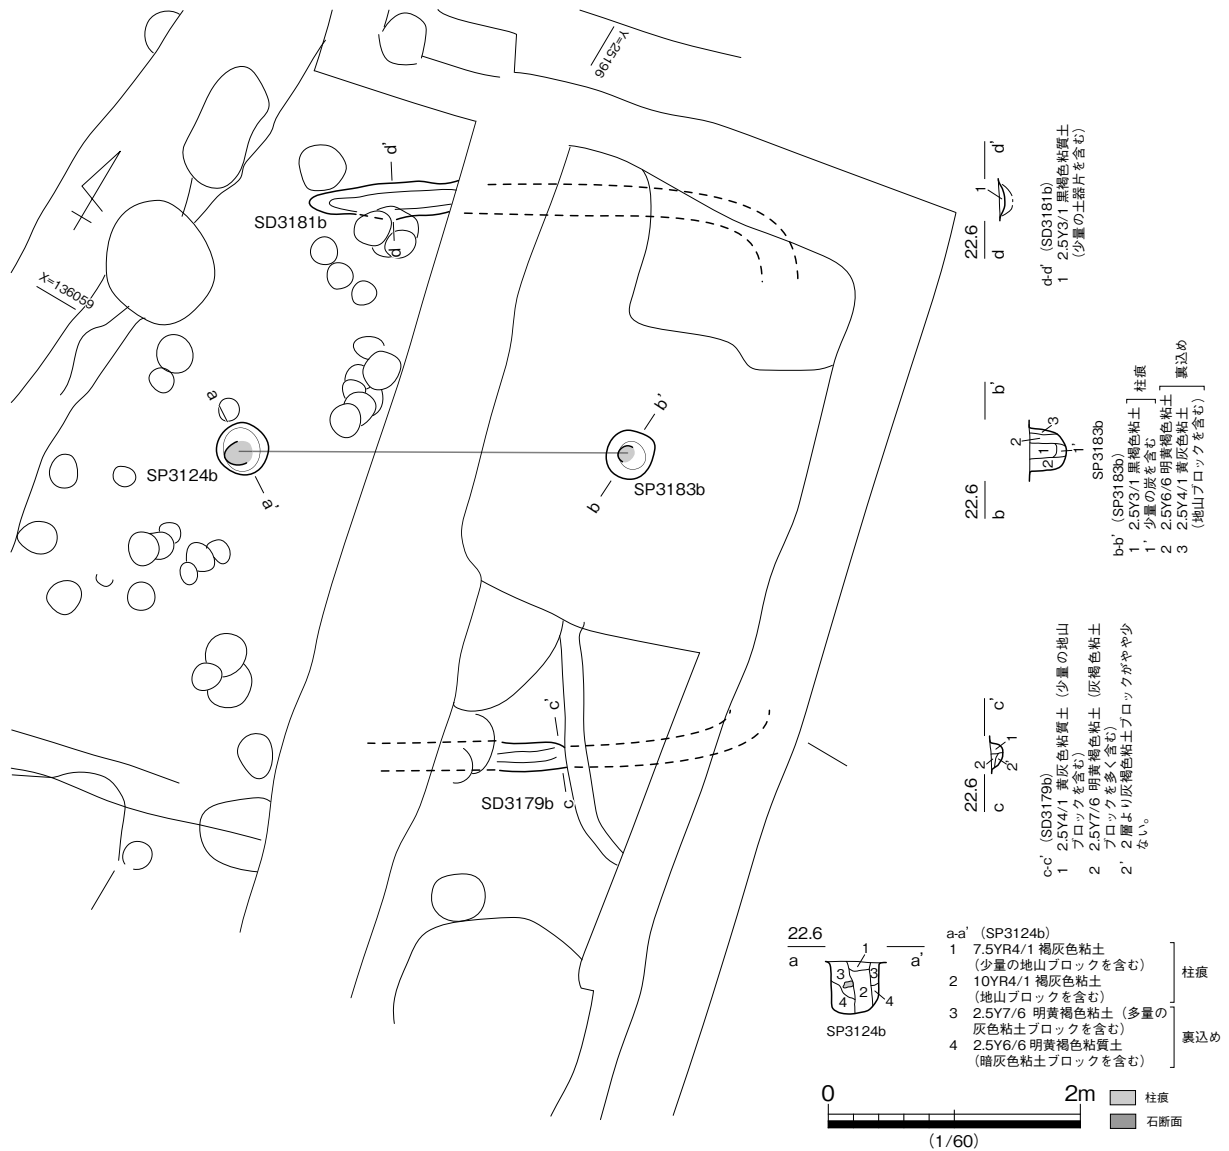 Y=25196
X=136059
d'
d
SD3181b
a
a'
SP3124b
b'
b
SP3183b
c'
c
SD3179b
22.6
d
d'
1
d-d'(SD3181b)
1 2.5Y3/1 黒褐色粘質土
(少量の土器片を含む)
22.6
b
b'
2
3
1
2
1'
SP3183b
b-b'(SP3183b)
1 2.5Y3/1 黒褐色粘土
1' 少量の炭を含む
柱痕
2 2.5Y6/6 明黄褐色粘質土
3 2.5Y4/1 黄灰色粘土
(地山ブロックを含む)
裏込め
22.6
c
c'
1
2
2'
c-c'(SD3179b)
1 2.5Y4/1 黄灰色粘質土(少量の地山
ブロックを含む)
2 2.5Y7/6 明黄褐色粘土(灰褐色粘土
ブロックを多く含む)
2' 2層より灰褐色粘土ブロックがやや少
ない。
22.6
a
a'
1
3
3
2
4
4
SP3124b
a-a'(SP3124b)
1 7.5YR4/1 褐灰色粘土
(少量の地山ブロックを含む)
2 10YR4/1 褐灰色粘土
(地山ブロックを含む)
柱痕
3 2.5Y7/6 明黄褐色粘土(多量の
灰色粘土ブロックを含む)
4 2.5Y6/6 明黄褐色粘質土
(暗灰色粘土ブロックを含む)
裏込め
0 2m
(1/60)
柱痕
石断面